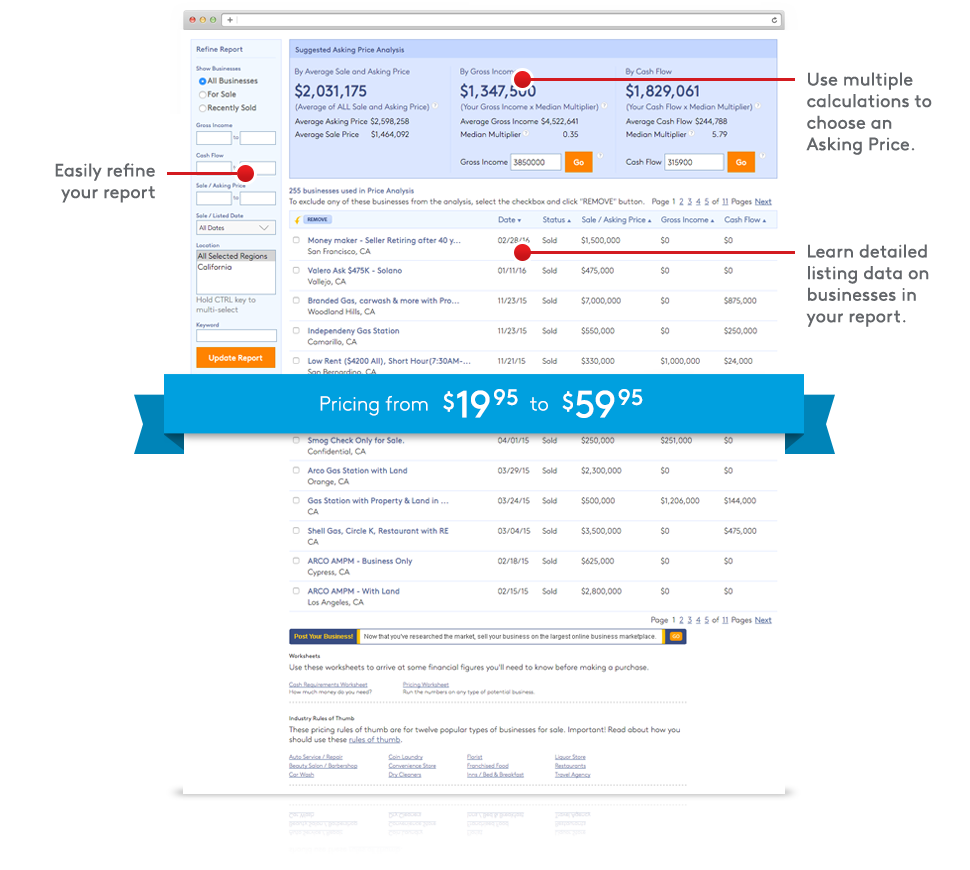 Refine Report
Show Businesses
All Businesses
For Sale
Recently Sold
Gross Income
to
Cash Flow
Sale / Asking Price
to
Sale / Listed Date
All Dates
Location
All Selected Regions
California
Hold CTRL key to
multi-select
Keyword
Update Report
Easily refine
your report
Suggested Asking Price Analysis
By Average Sale and Asking Price
$2,031,175
(Average of ALL Sale and Asking Price) ?
Average Asking Price $2,598,258
Average Sale Price $1,464,092
By Gross Income
$1,347,500
(Your Gross Income x Median Multiplier) ?
Average Gross Income $4,522,641
Median Multiplier ? 0.35
Gross Income 3850000 Go ?
By Cash Flow
$1,829,061
(Your Cash Flow x Median Multiplier) ?
Average Cash Flow $244,788
Median Multiplier ? 5.79
Cash Flow 315900 Go ?
Use multiple
calculations to
choose an
Asking Price.
255 businesses used in Price Analysis
To exclude any of these businesses from the analysis, select the checkbox and click "REMOVE" button. Page 1 2 3 4 5 of 11 Pages Next
REMOVE Date ▾ Status ▴ Sale / Asking Price ▴ Gross Income ▴ Cash Flow ▴
Money maker - Seller Retiring after 40 y... 02/28/16 Sold $1,500,000 $0 $0
San Francisco, CA
Valero Ask $475K - Solano 01/11/16 Sold $475,000 $0 $0
Vallejo, CA
Branded Gas, carwash & more with Pro... 11/23/15 Sold $7,000,000 $0 $875,000
Woodland Hills, CA
Independeny Gas Station 11/23/15 Sold $550,000 $0 $250,000
Camarillo, CA
Low Rent ($4200 All), Short Hour(7:30AM-... 11/21/15 Sold $330,000 $1,000,000 $24,000
San Bernardino, CA
Learn detailed
listing data on
businesses in
your report.
Pricing from $19 95 to $59 95
Smog Check Only for Sale. 04/01/15 Sold $250,000 $251,000 $0
Confidential, CA
Arco Gas Station with Land 03/29/15 Sold $2,300,000 $0 $0
Orange, CA
Gas Station with Property & Land in ... 03/24/15 Sold $500,000 $1,206,000 $144,000
CA
Shell Gas, Circle K, Restaurant with RE 03/04/15 Sold $3,500,000 $0 $475,000
CA
ARCO AMPM - Business Only 02/18/15 Sold $625,000 $0 $0
Cypress, CA
ARCO AMPM - With Land 02/15/15 Sold $2,800,000 $0 $0
Los Angeles, CA
Page 1 2 3 4 5 of 11 Pages Next
Post Your Business! Now that you've researched the market, sell your business on the largest online business marketplace. GO
Worksheets
Use these worksheets to arrive at some financial figures you'll need to know before making a purchase.
Cash Requirements Worksheet Pricing Worksheet
How much money do you need? Run the numbers on any type of potential business.
Industry Rules of Thumb
These pricing rules of thumb are for twelve popular types of businesses for sale. Important! Read about how you
should use these rules of thumb.
Auto Service / Repair Coin Laundry Florist Liquor Store
Beauty Salon / Barbershop Convenience Store Franchised Food Restaurants
Car Wash Dry Cleaners Inns / Bed & Breakfast Travel Agency